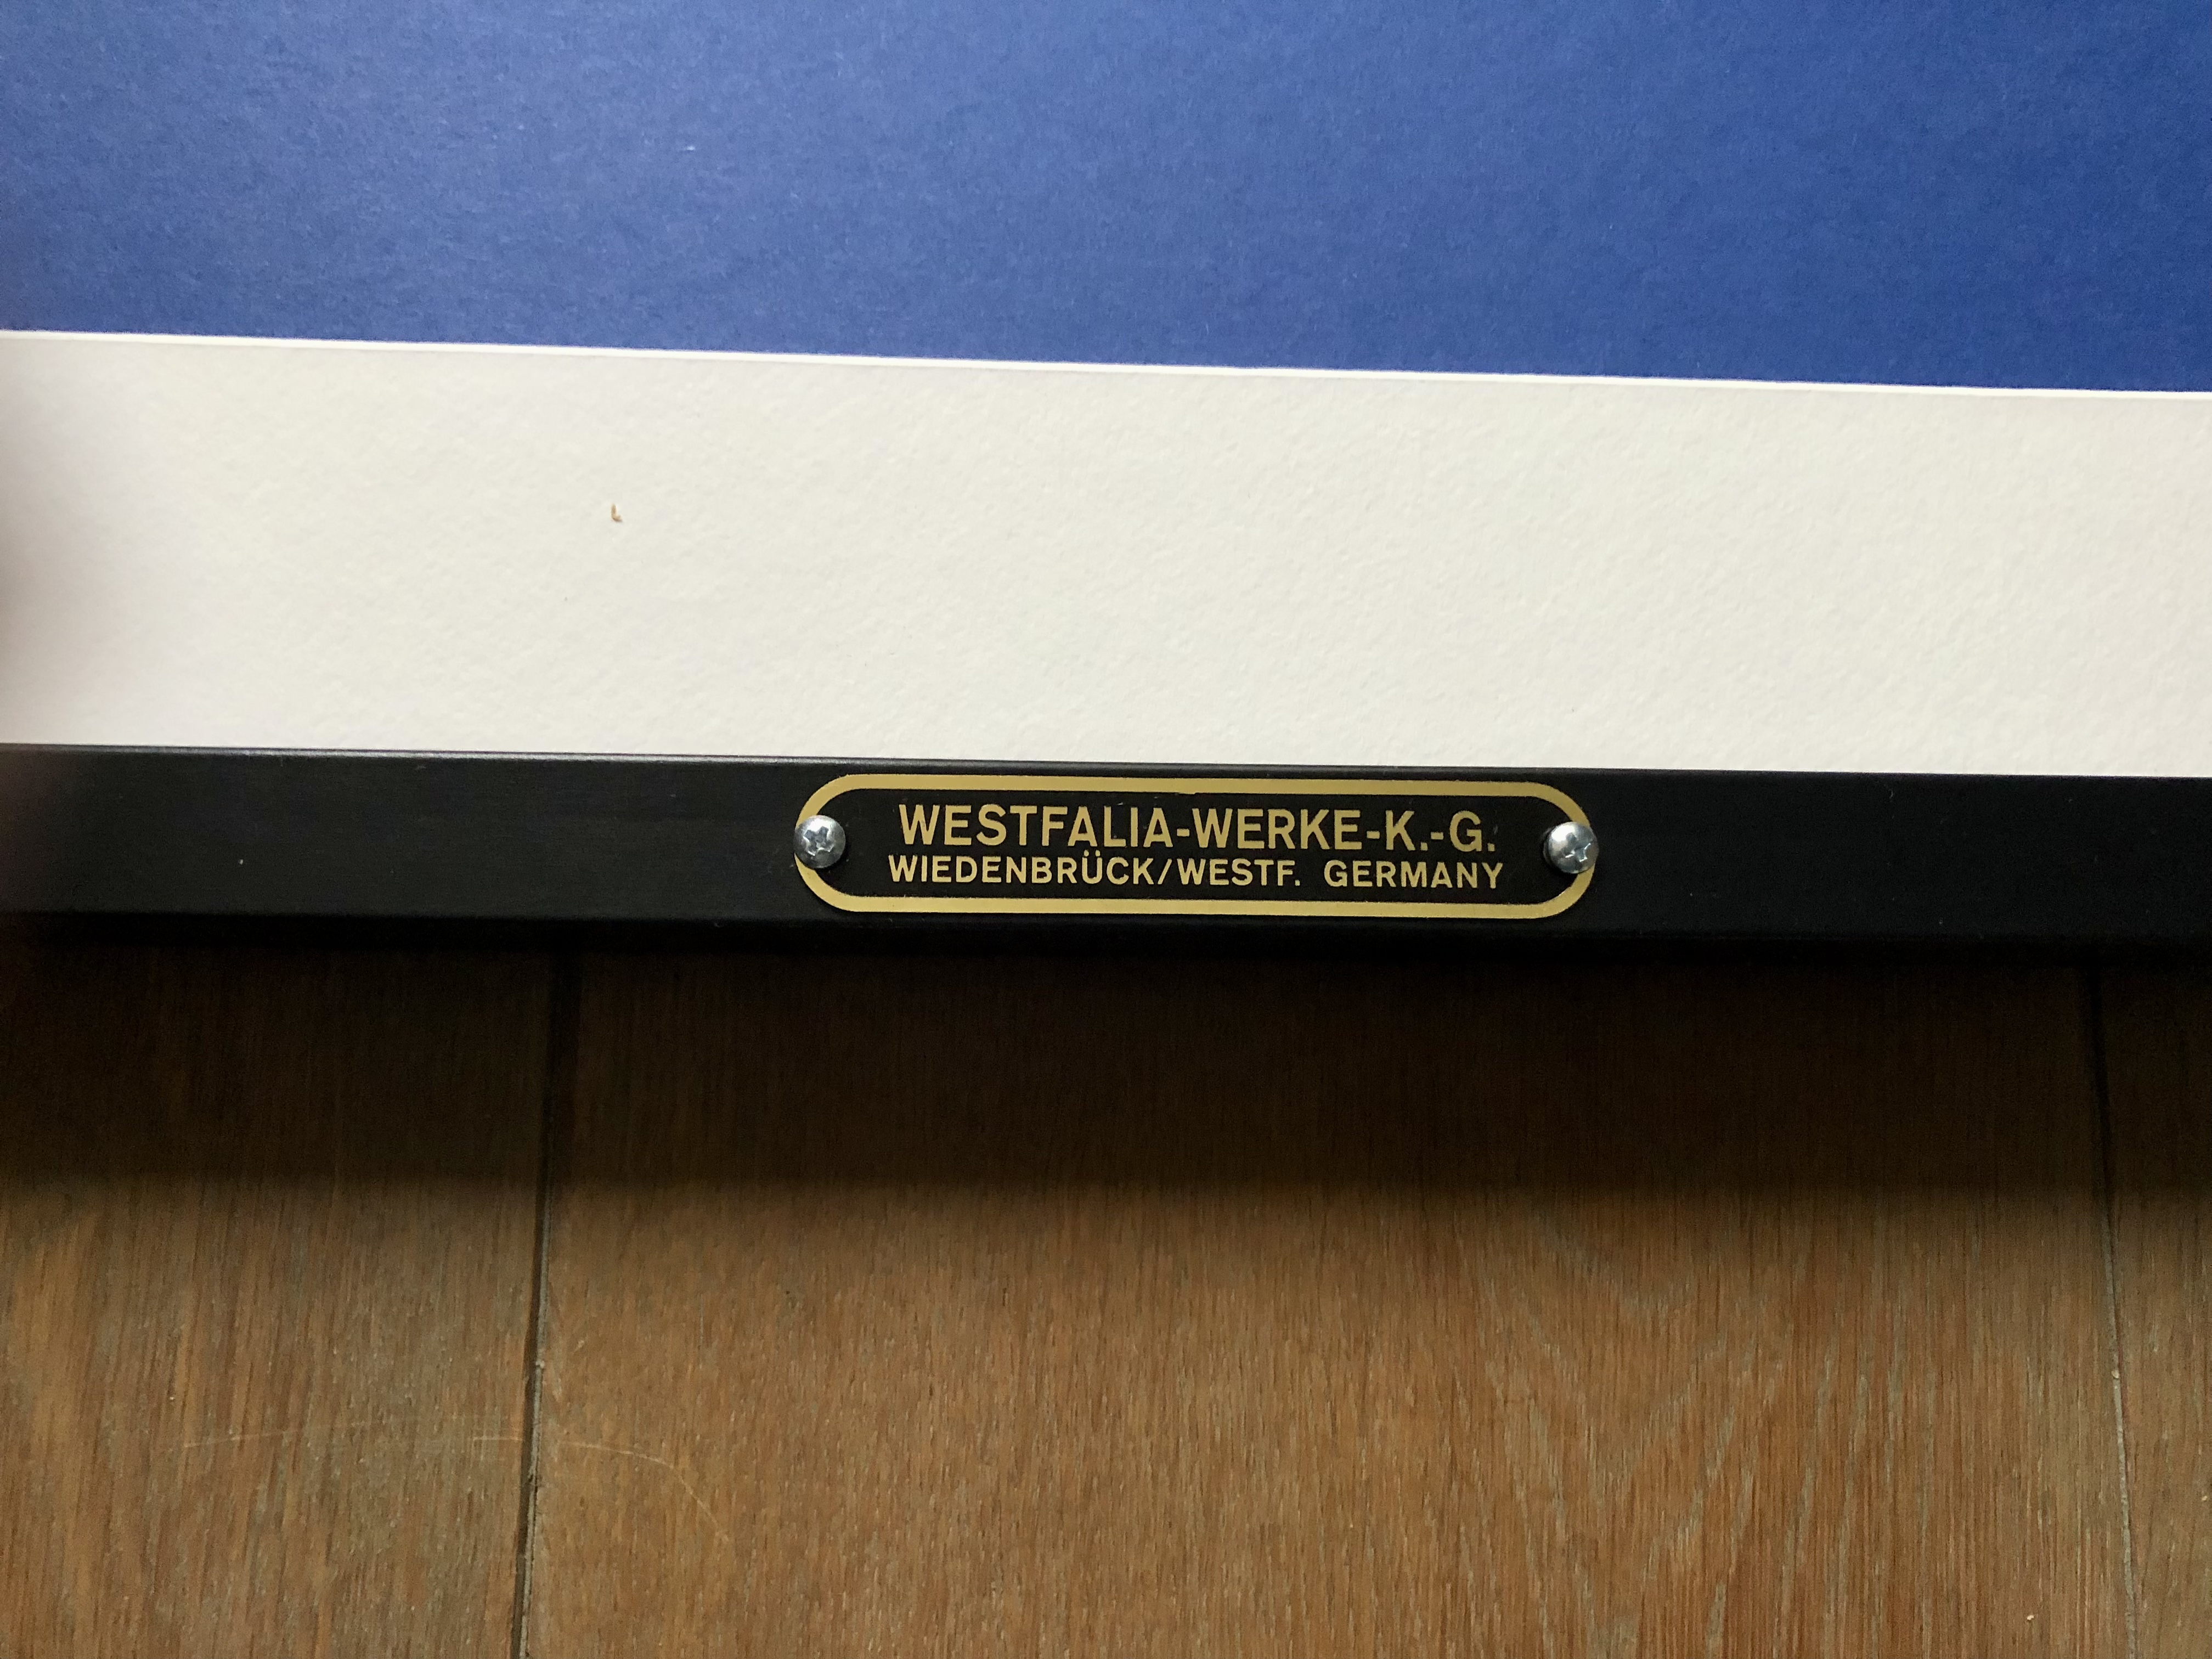 WESTFALIA-WERKE-K.-G.
WIEDENBRÜCK/WESTF. GERMANY